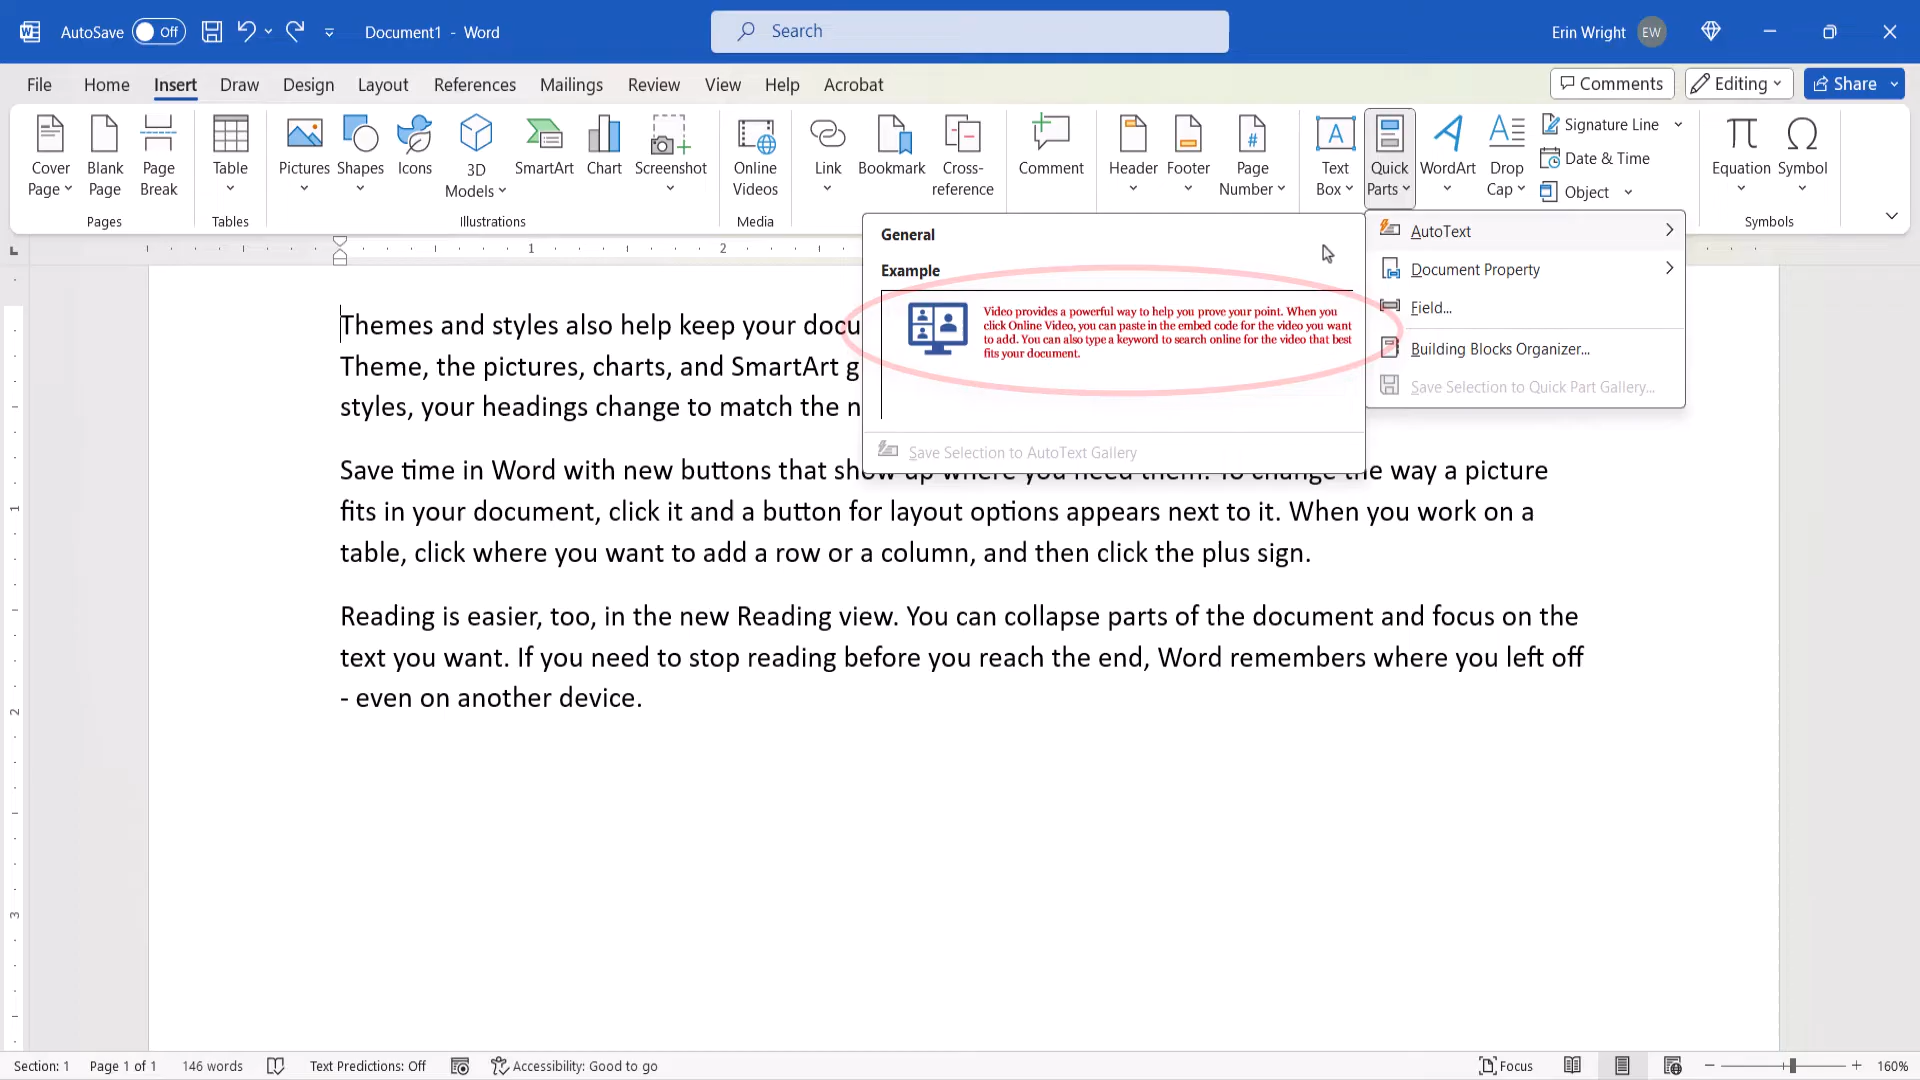 AutoSave Off Document1 - Word Search Erin Wright EW
File Home Insert Draw Design Layout References Mailings Review View Help Acrobat Comments Editing Share
Cover Page
Blank Page
Page Break
Pages
Table
Tables
Pictures
Shapes
Icons
3D Models
SmartArt
Chart
Screenshot
Illustrations
Online Videos
Media
Link
Bookmark
Cross-reference
Comment
Header
Footer
Page Number
Text Box
Quick Parts
WordArt
Drop Cap
Signature Line
Date & Time
Object
Equation
Symbol
Symbols
AutoText
Document Property
Field...
Building Blocks Organizer...
Save Selection to Quick Part Gallery...
General
Example
Video provides a powerful way to help you prove your point. When you
click Online Video, you can paste in the embed code for the video you want
to add. You can also type a keyword to search online for the video that best
fits your document.
Save Selection to AutoText Gallery
1 2
1
2
3
Themes and styles also help keep your docu
Theme, the pictures, charts, and SmartArt g
styles, your headings change to match the n
Save time in Word with new buttons that show up where you need them. To change the way a picture
fits in your document, click it and a button for layout options appears next to it. When you work on a
table, click where you want to add a row or a column, and then click the plus sign.
Reading is easier, too, in the new Reading view. You can collapse parts of the document and focus on the
text you want. If you need to stop reading before you reach the end, Word remembers where you left off
- even on another device.
Section: 1 Page 1 of 1 146 words Text Predictions: Off Accessibility: Good to go Focus 160%